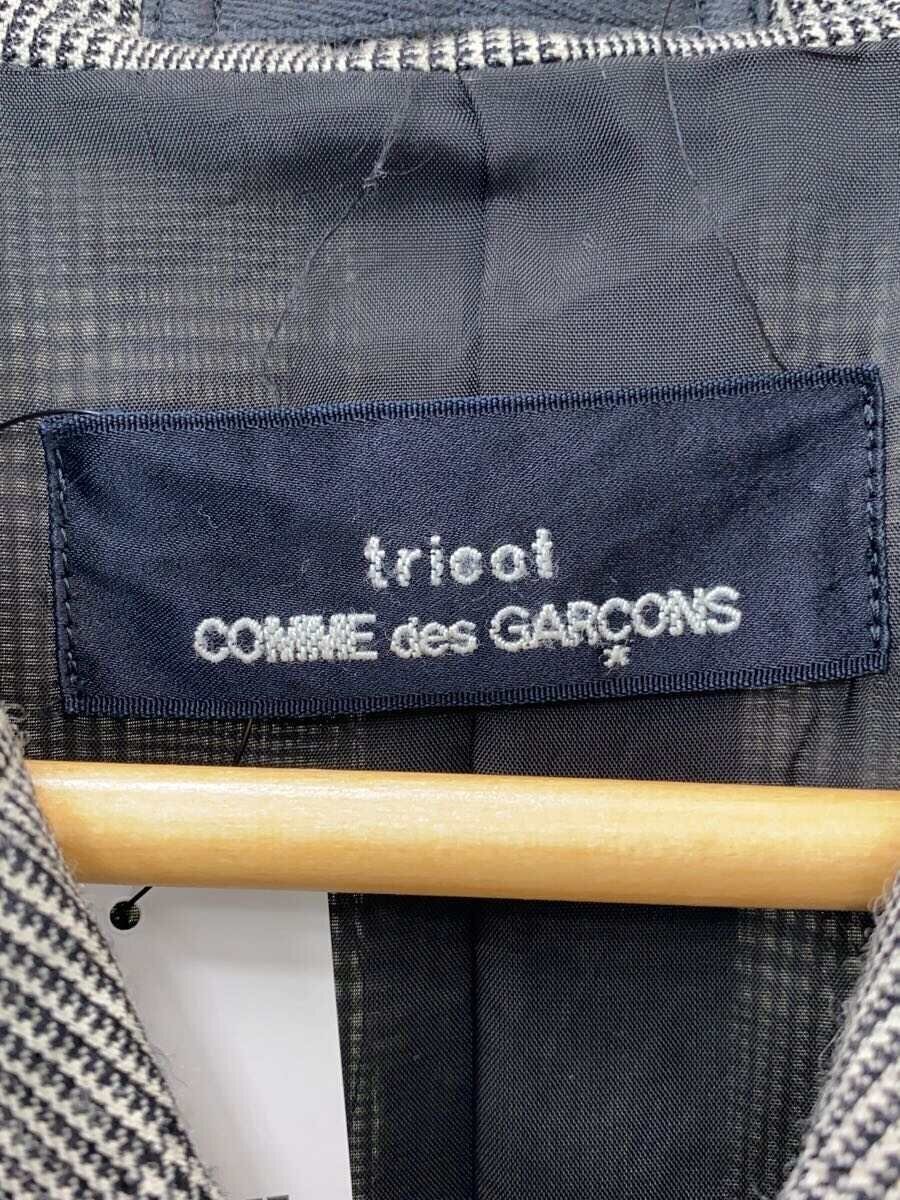 tricot
COMME des GARÇONS
*